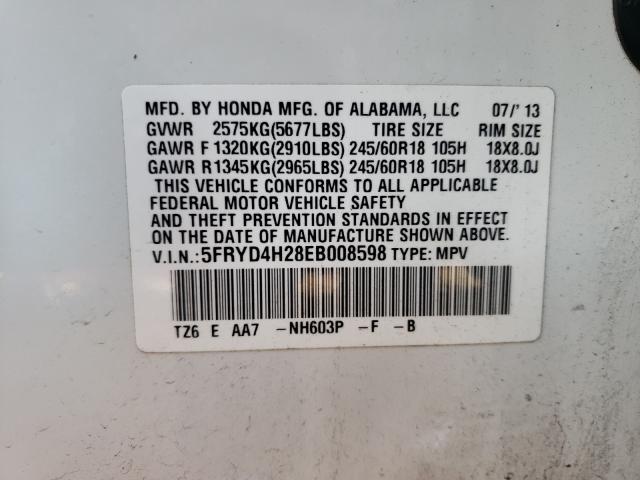 MFD. BY HONDA MFG. OF ALABAMA, LLC 07/'13
GVWR 2575KG(5677LBS) TIRE SIZE RIM SIZE
GAWR F 1320KG(2910LBS) 245/60R18 105H 18X8.0J
GAWR R 1345KG(2965LBS) 245/60R18 105H 18X8.0J
THIS VEHICLE CONFORMS TO ALL APPLICABLE
FEDERAL MOTOR VEHICLE SAFETY
AND THEFT PREVENTION STANDARDS IN EFFECT
ON THE DATE OF MANUFACTURE SHOWN ABOVE.
V.I.N.:5FRYD4H28EB008598 TYPE: MPV
TZ6 E AA7 -NH603P -F -B